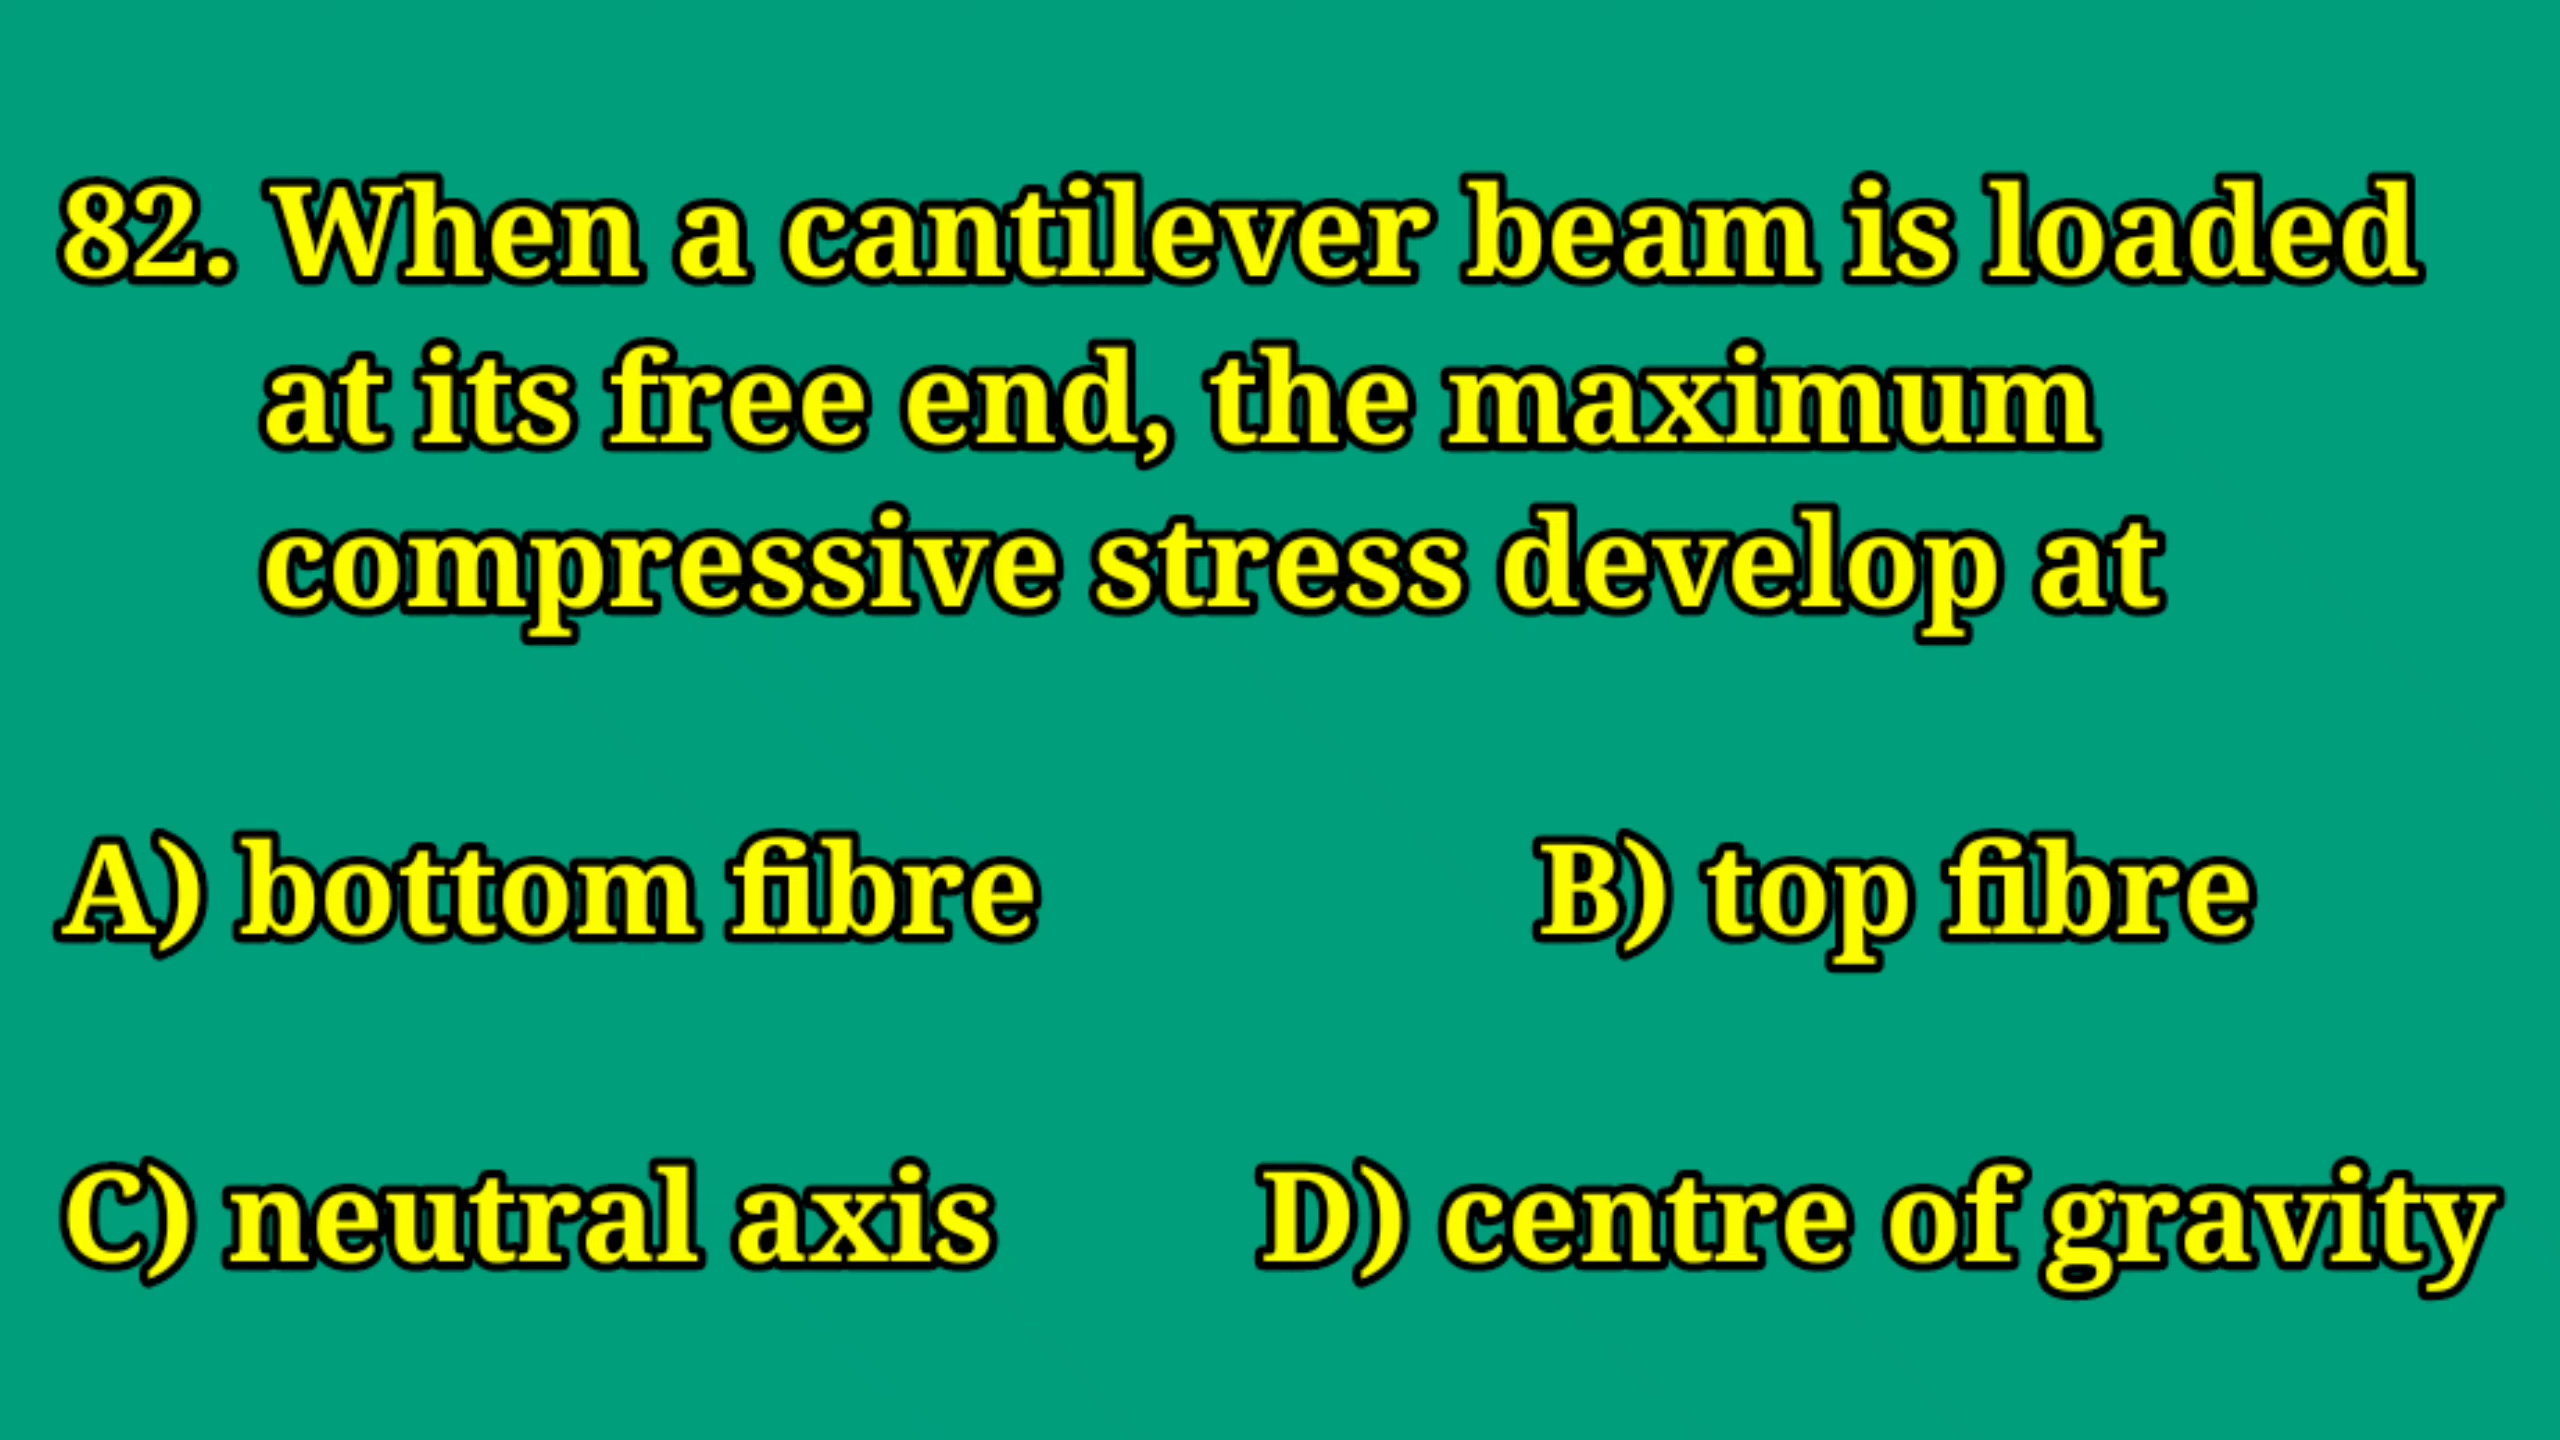 82. When a cantilever beam is loaded
at its free end, the maximum
compressive stress develop at
A) bottom fibre B) top fibre
C) neutral axis D) centre of gravity